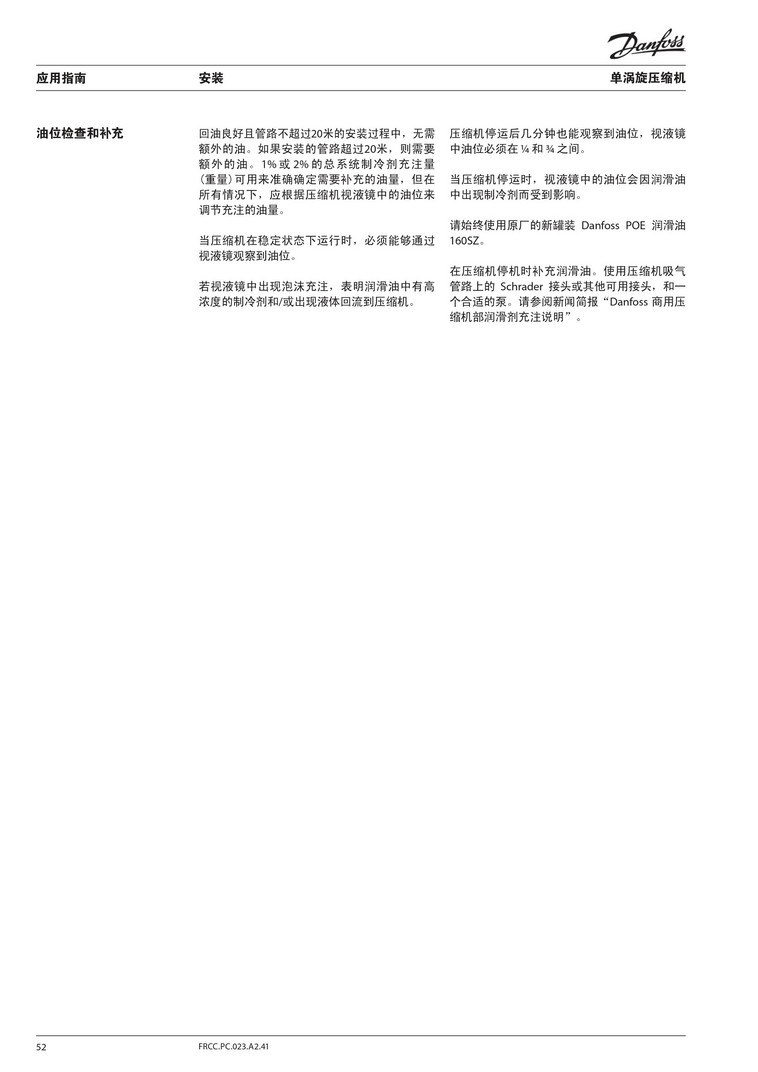 Danfoss
应用指南 安装 单涡旋压缩机
油位检查和补充
回油良好且管路不超过20米的安装过程中，无需
额外的油。如果安装的管路超过20米，则需要
额外的油。1% 或 2% 的总系统制冷剂充注量
（重量）可用来准确确定需要补充的油量，但在
所有情况下，应根据压缩机视液镜中的油位来
调节充注的油量。
当压缩机在稳定状态下运行时，必须能够通过
视液镜观察到油位。
若视液镜中出现泡沫充注，表明润滑油中有高
浓度的制冷剂和/或出现液体回流到压缩机。
压缩机停运后几分钟也能观察到油位，视液镜
中油位必须在 ¼ 和 ¾ 之间。
当压缩机停运时，视液镜中的油位会因润滑油
中出现制冷剂而受到影响。
请始终使用原厂的新罐装 Danfoss POE 润滑油
160SZ。
在压缩机停机时补充润滑油。使用压缩机吸气
管路上的 Schrader 接头或其他可用接头，和一
个合适的泵。请参阅新闻简报“Danfoss 商用压
缩机部润滑剂充注说明”。
52 FRCC.PC.023.A2.41